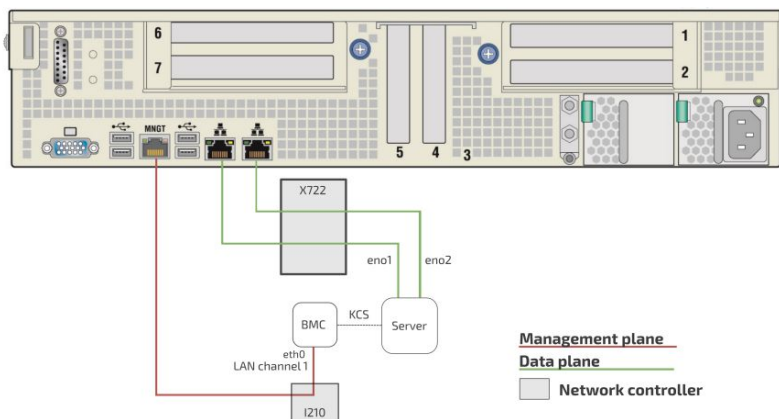 6
7
1
2
MNGT
5
4
3
X722
eno1
eno2
KCS
BMC
Server
eth0
LAN channel 1
I210
Management plane
Data plane
Network controller